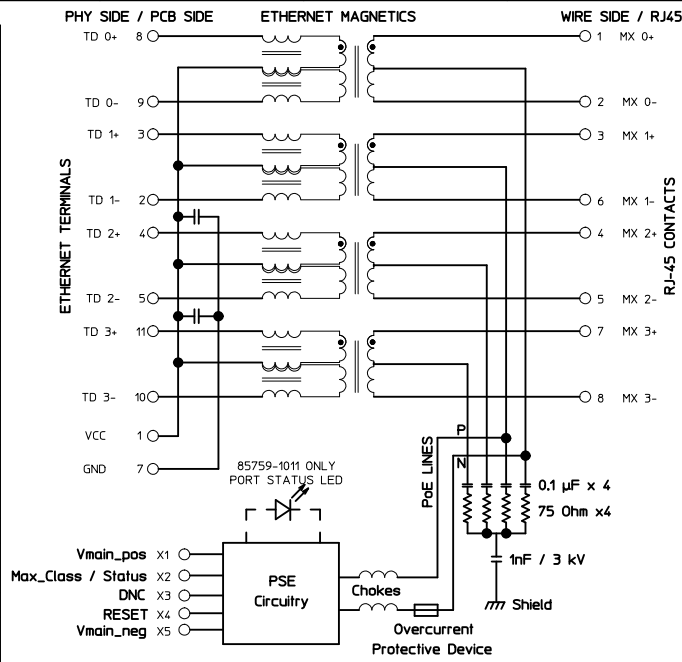 PHY SIDE / PCB SIDE ETHERNET MAGNETICS WIRE SIDE / RJ45
TD 0+ 8 1 MX 0+
TD 0- 9 2 MX 0-
TD 1+ 3 3 MX 1+
TD 1- 2 6 MX 1-
TD 2+ 4 4 MX 2+
TD 2- 5 5 MX 2-
TD 3+ 11 7 MX 3+
TD 3- 10 8 MX 3-
ETHERNET TERMINALS
RJ-45 CONTACTS
VCC 1
GND 7
PoE LINES
P
N
85759-1011 ONLY
PORT STATUS LED
0.1 µF x 4
75 Ohm x4
1nF / 3 kV
Shield
Vmain_pos X1
Max_Class / Status X2
DNC X3
RESET X4
Vmain_neg X5
PSE
Circuitry
Chokes
Overcurrent
Protective Device